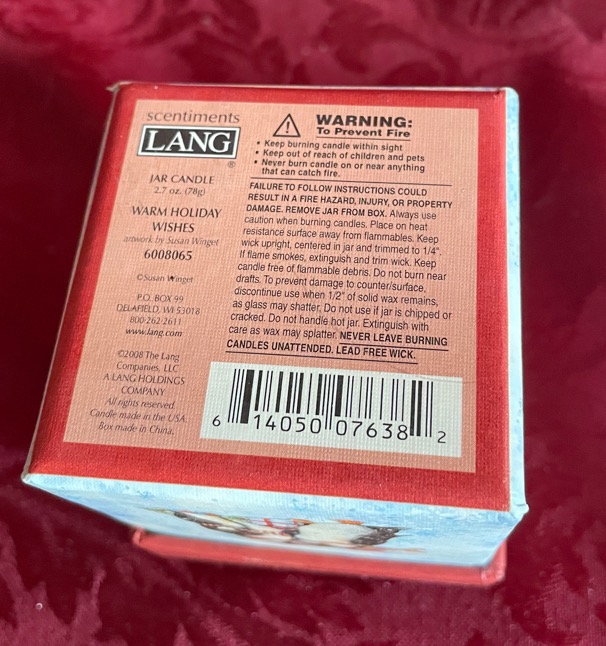 scentiments
LANG
®
JAR CANDLE
2.7 oz. (78g)
WARM HOLIDAY
WISHES
artwork by Susan Winget
6008065
©Susan Winget
P.O. BOX 99
DELAFIELD, WI 53018
800-262-2611
www.lang.com
©2008 The Lang
Companies, LLC
A LANG HOLDINGS
COMPANY
All rights reserved.
Candle made in the USA
Box made in China.
WARNING:
To Prevent Fire
• Keep burning candle within sight
• Keep out of reach of children and pets
• Never burn candle on or near anything
that can catch fire.
FAILURE TO FOLLOW INSTRUCTIONS COULD
RESULT IN A FIRE HAZARD, INJURY, OR PROPERTY
DAMAGE. REMOVE JAR FROM BOX. Always use
caution when burning candles. Place on heat
resistance surface away from flammables. Keep
wick upright, centered in jar and trimmed to 1/4".
If flame smokes, extinguish and trim wick. Keep
candle free of flammable debris. Do not burn near
drafts. To prevent damage to counter/surface,
discontinue use when 1/2" of solid wax remains,
as glass may shatter. Do not use if jar is chipped or
cracked. Do not handle hot jar. Extinguish with
care as wax may splatter. NEVER LEAVE BURNING
CANDLES UNATTENDED. LEAD FREE WICK.
6 14050 07638 2